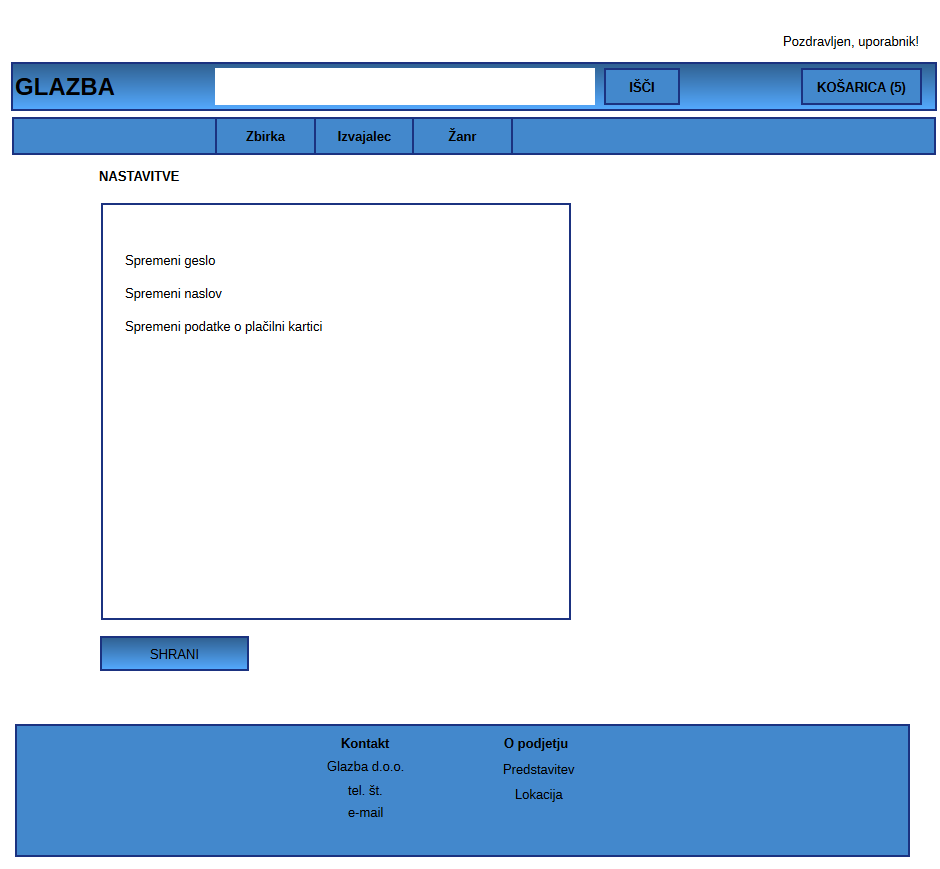 Pozdravljen, uporabnik!
GLAZBA IŠČI KOŠARICA (5)
Zbirka Izvajalec Žanr
NASTAVITVE
Spremeni geslo
Spremeni naslov
Spremeni podatke o plačilni kartici
SHRANI
Kontakt O podjetju
Glazba d.o.o. Predstavitev
tel. št. Lokacija
e-mail